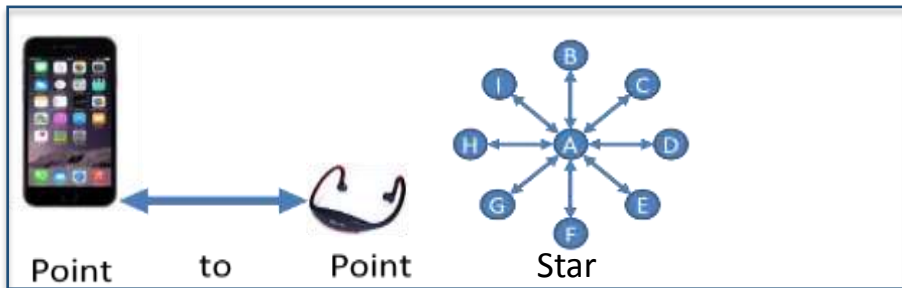 B
I C
H A D
G E
F
Point to Point Star